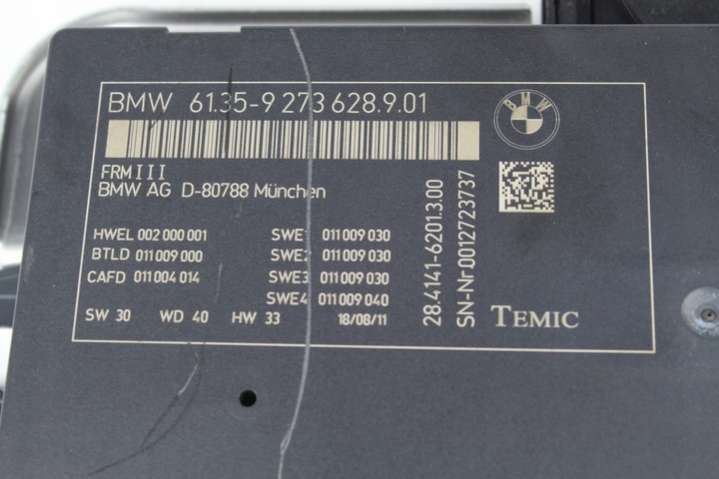 BMW 61.35-9 273 628.9.01
BMW
FRMIII
BMW AG D-80788 München
HWEL 002 000 001
BTLD 011 009 000
CAFD 011 004 014
SWE1 011 009 030
SWE2 011 009 030
SWE3 011 009 030
SWE4 011 009 040
SW 30 WD 40 HW 33 18/08/11
28.4141-6201.3.00
SN-Nr 0012723737
TEMIC